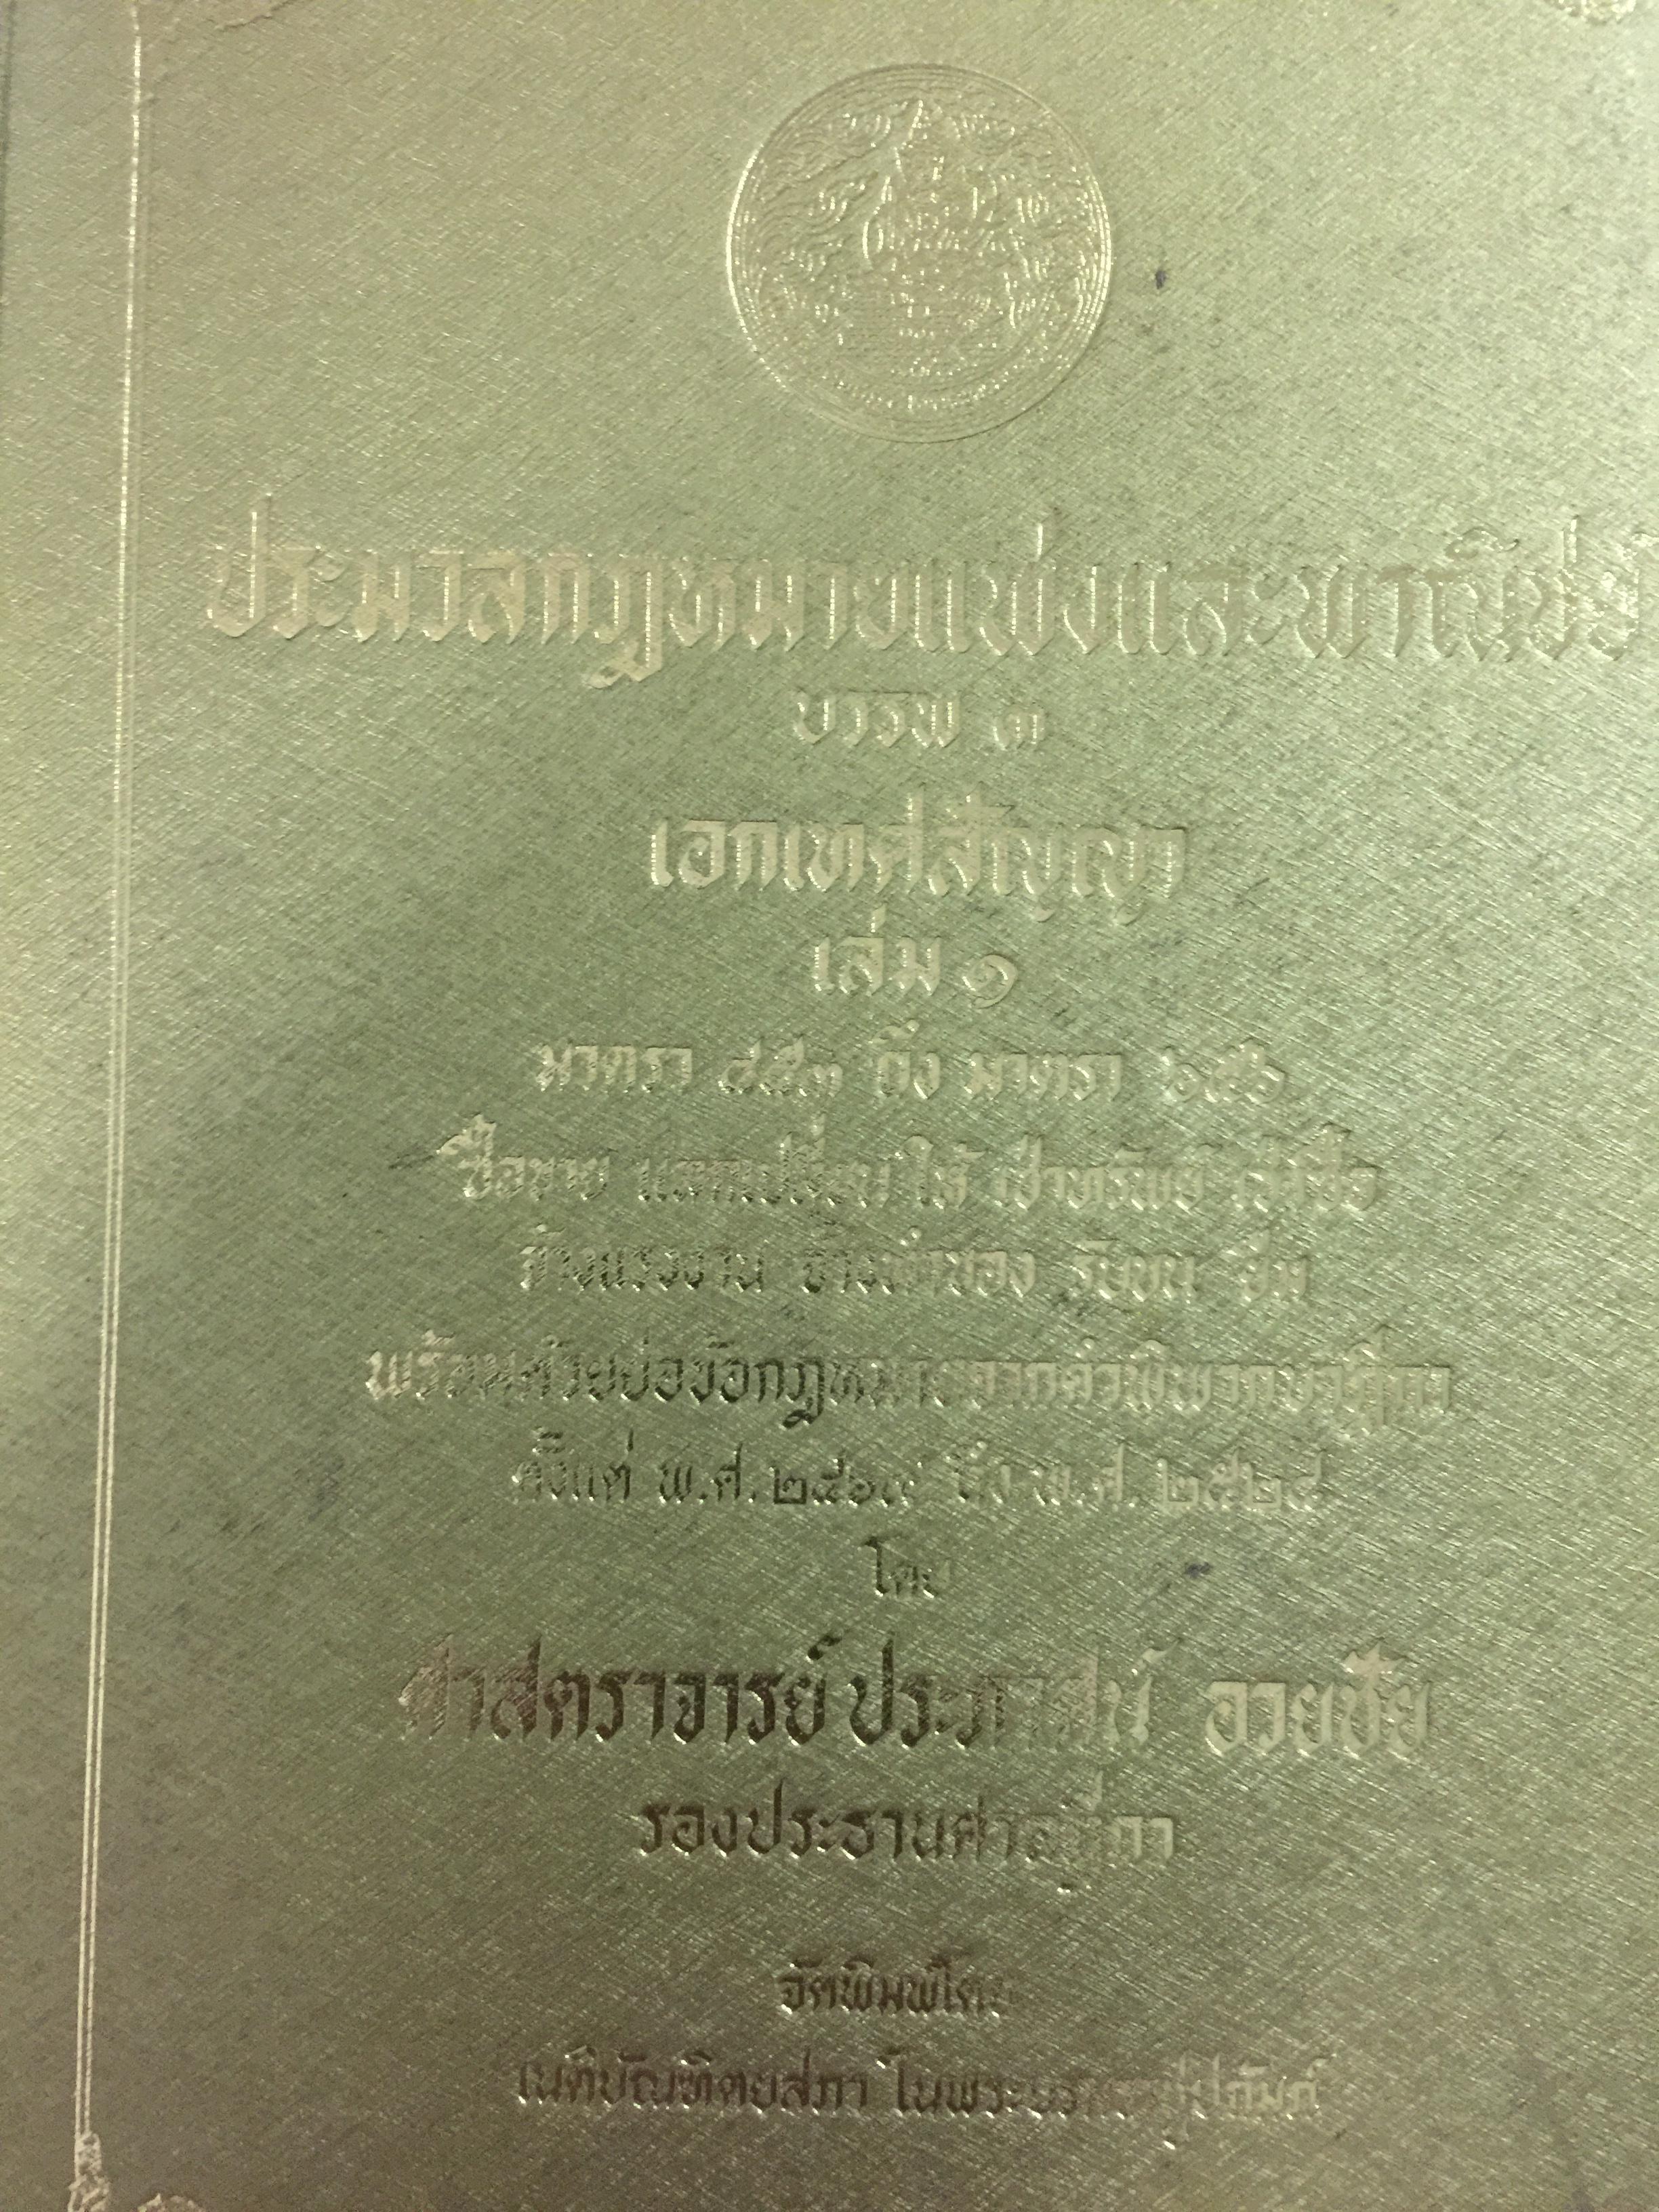 ประมวลกฎหมายแพ่งและพาณิชย์
บรรพ ๓
เอกเทศสัญญา
เล่ม ๑
มาตรา ๔๕๓ ถึง มาตรา ๖๕๖
ซื้อขาย แลกเปลี่ยน ให้ เช่าทรัพย์ เช่าซื้อ
จ้างแรงงาน จ้างทำของ รับขน ยืม
พร้อมด้วยย่อข้อกฎหมายจากคำพิพากษาฎีกา
ตั้งแต่ พ.ศ. ถึง พ.ศ. ๒๕๒๔
โดย
ศาสตราจารย์ ประภาศน์ อวยชัย
รองประธานศาลฎีกา
จัดพิมพ์โดย
เนติบัณฑิตยสภา ในพระบรมราชูปถัมภ์